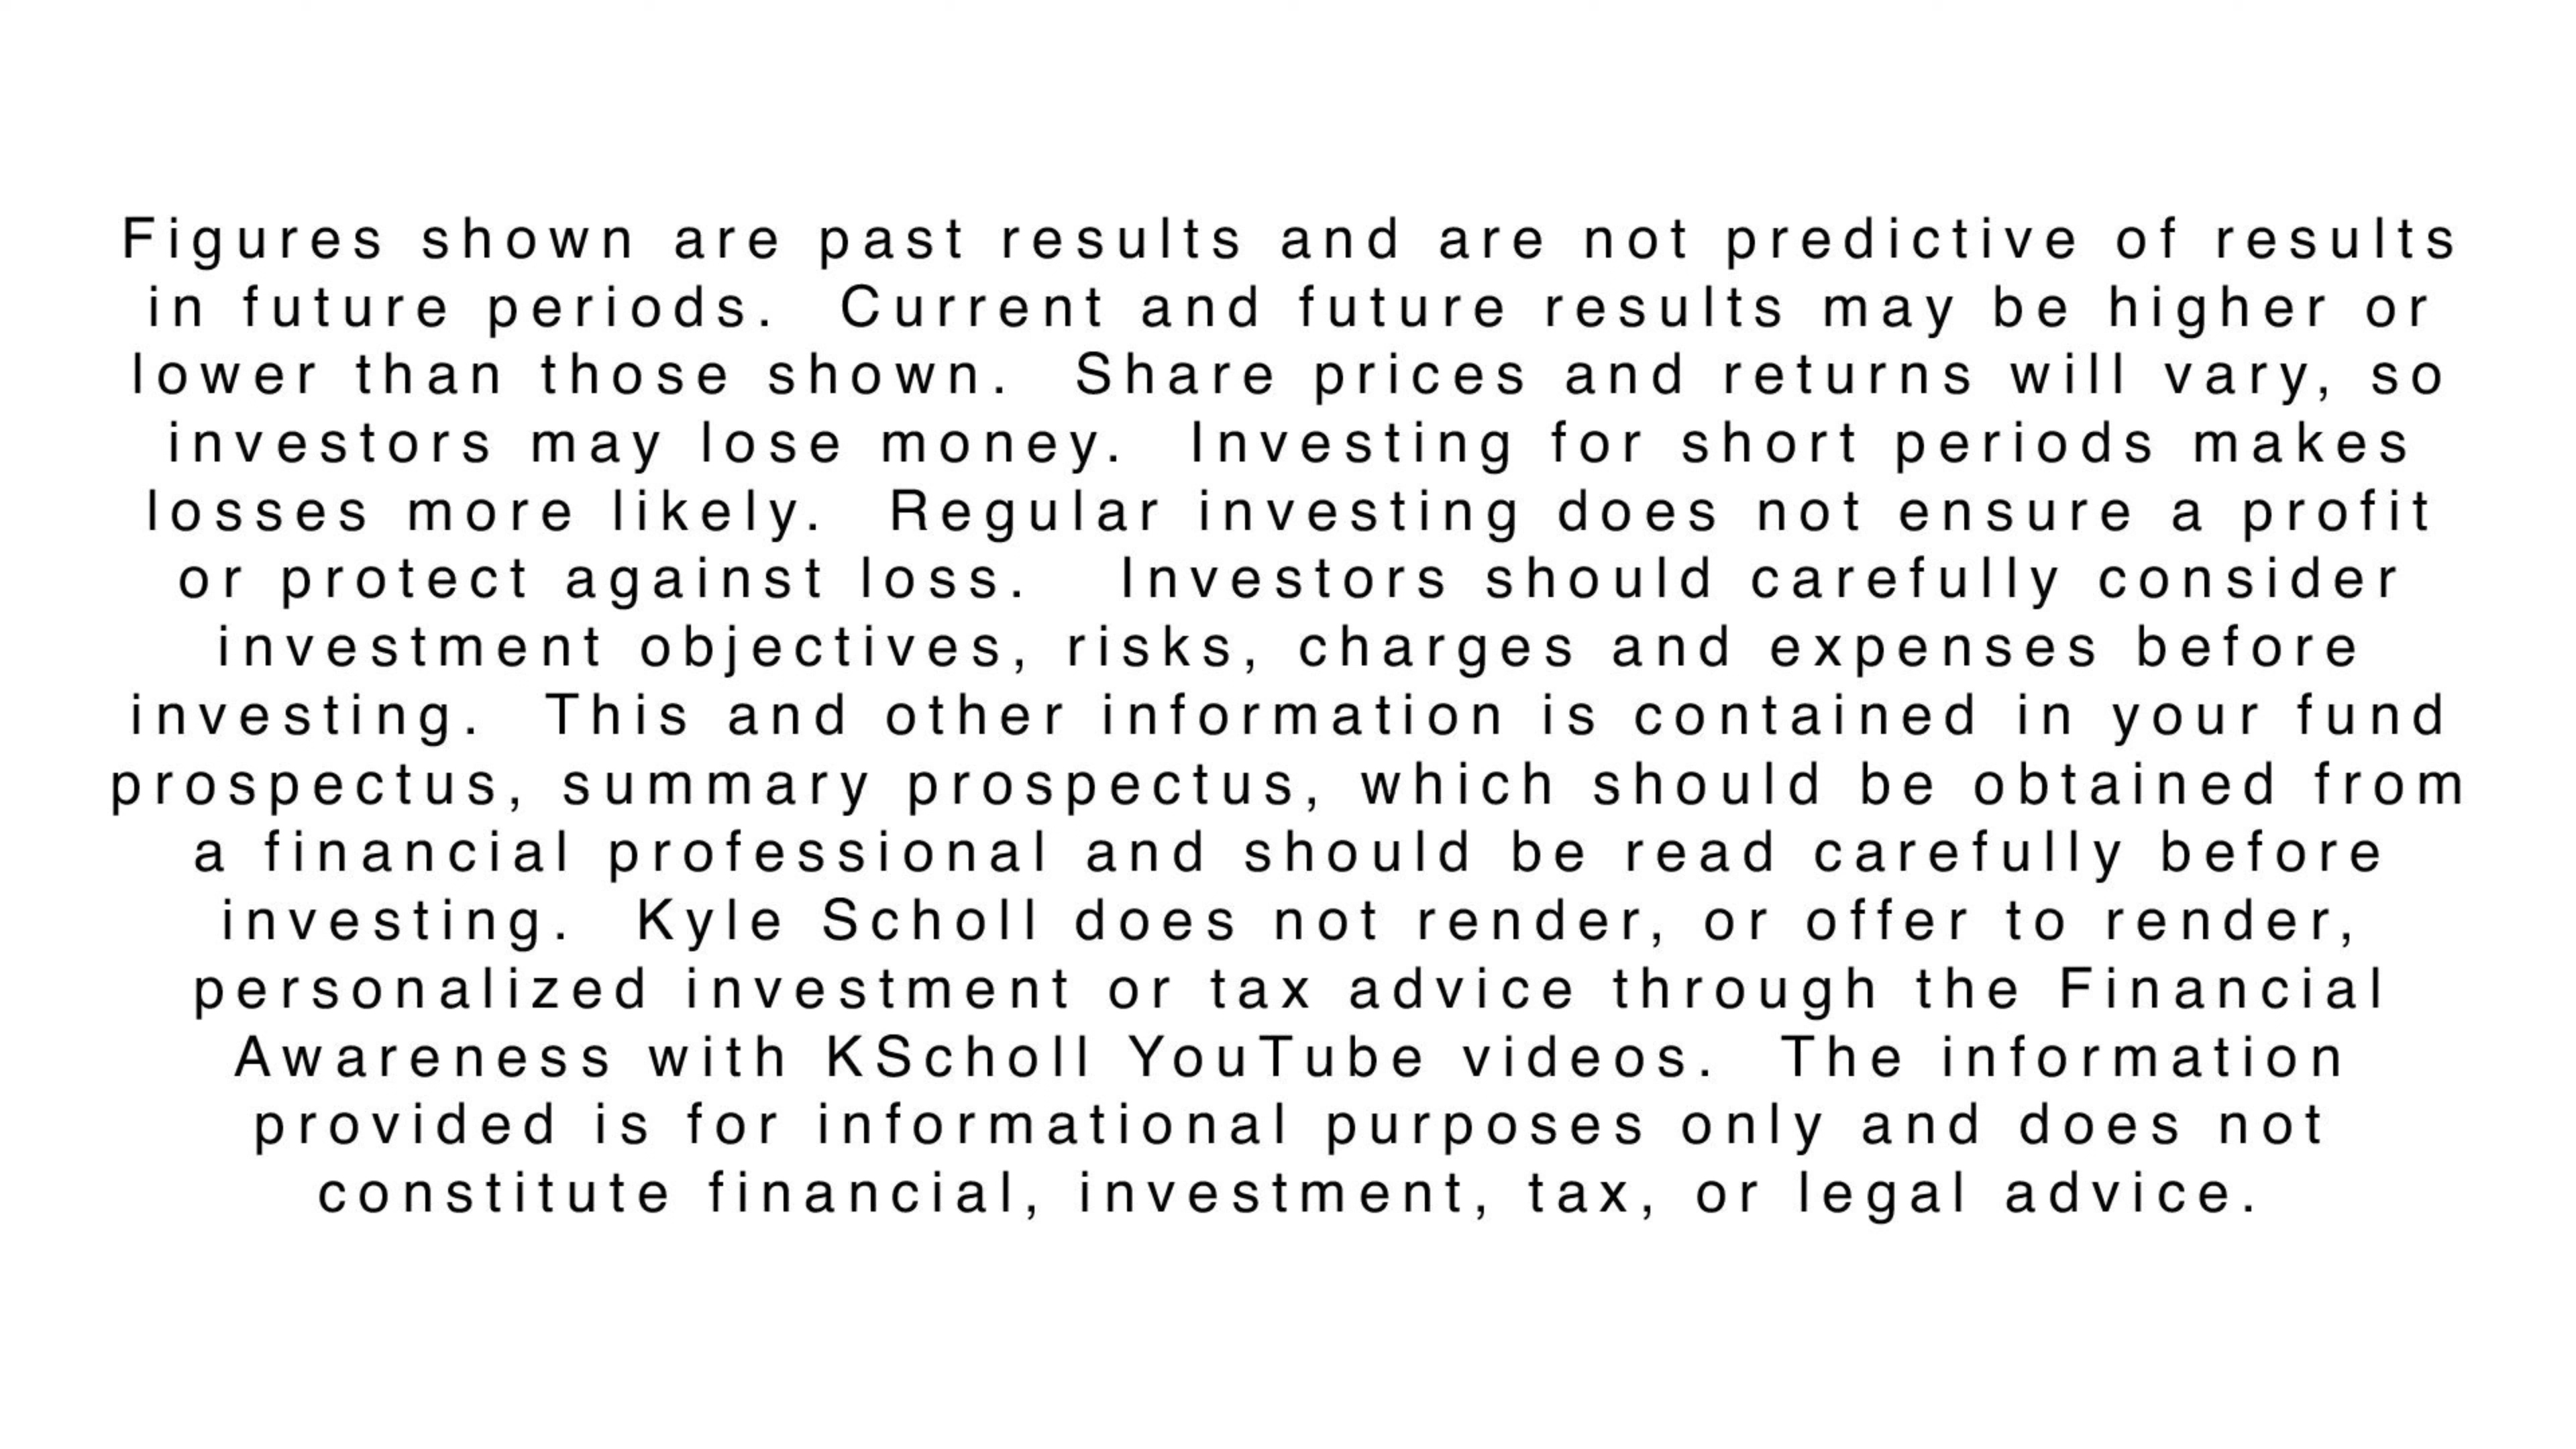 Figures shown are past results and are not predictive of results
in future periods.  Current and future results may be higher or
lower than those shown.  Share prices and returns will vary, so
investors may lose money.  Investing for short periods makes
losses more likely.  Regular investing does not ensure a profit
or protect against loss.   Investors should carefully consider
investment objectives, risks, charges and expenses before
investing.  This and other information is contained in your fund
prospectus, summary prospectus, which should be obtained from
a financial professional and should be read carefully before
investing.  Kyle Scholl does not render, or offer to render,
personalized investment or tax advice through the Financial
Awareness with KScholl YouTube videos.  The information
provided is for informational purposes only and does not
constitute financial, investment, tax, or legal advice.